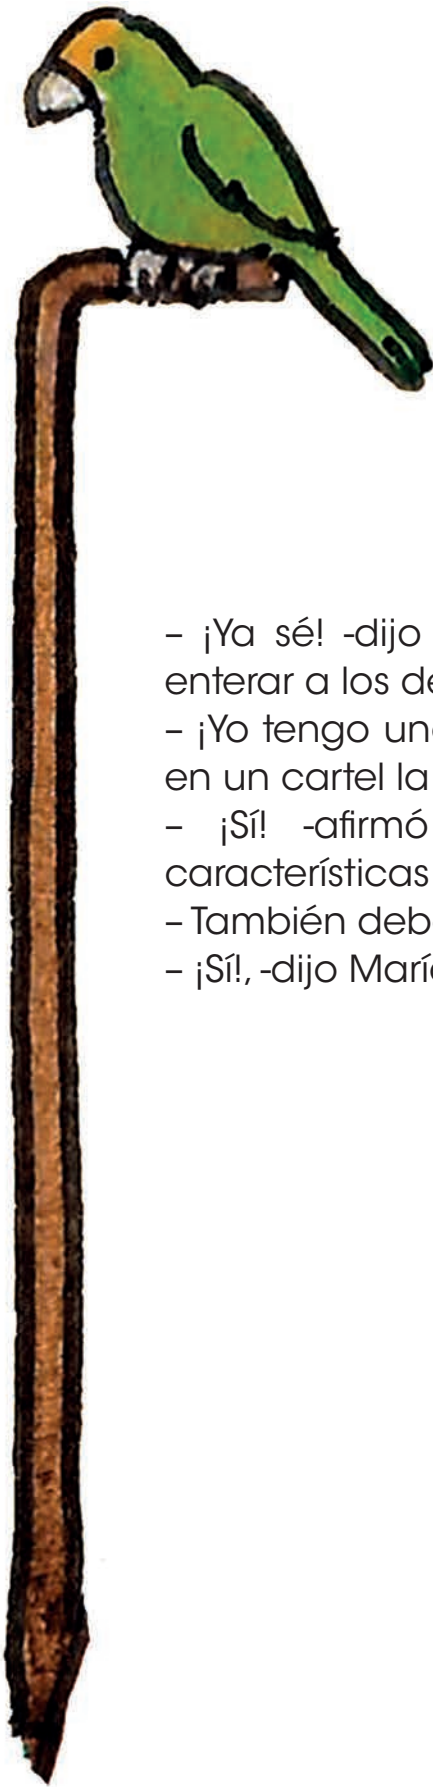 – ¡Ya sé! -dijo
enterar a los de
– ¡Yo tengo un
en un cartel la
– ¡Sí! -afirmó
características
– También deb
– ¡Sí!, -dijo Marí